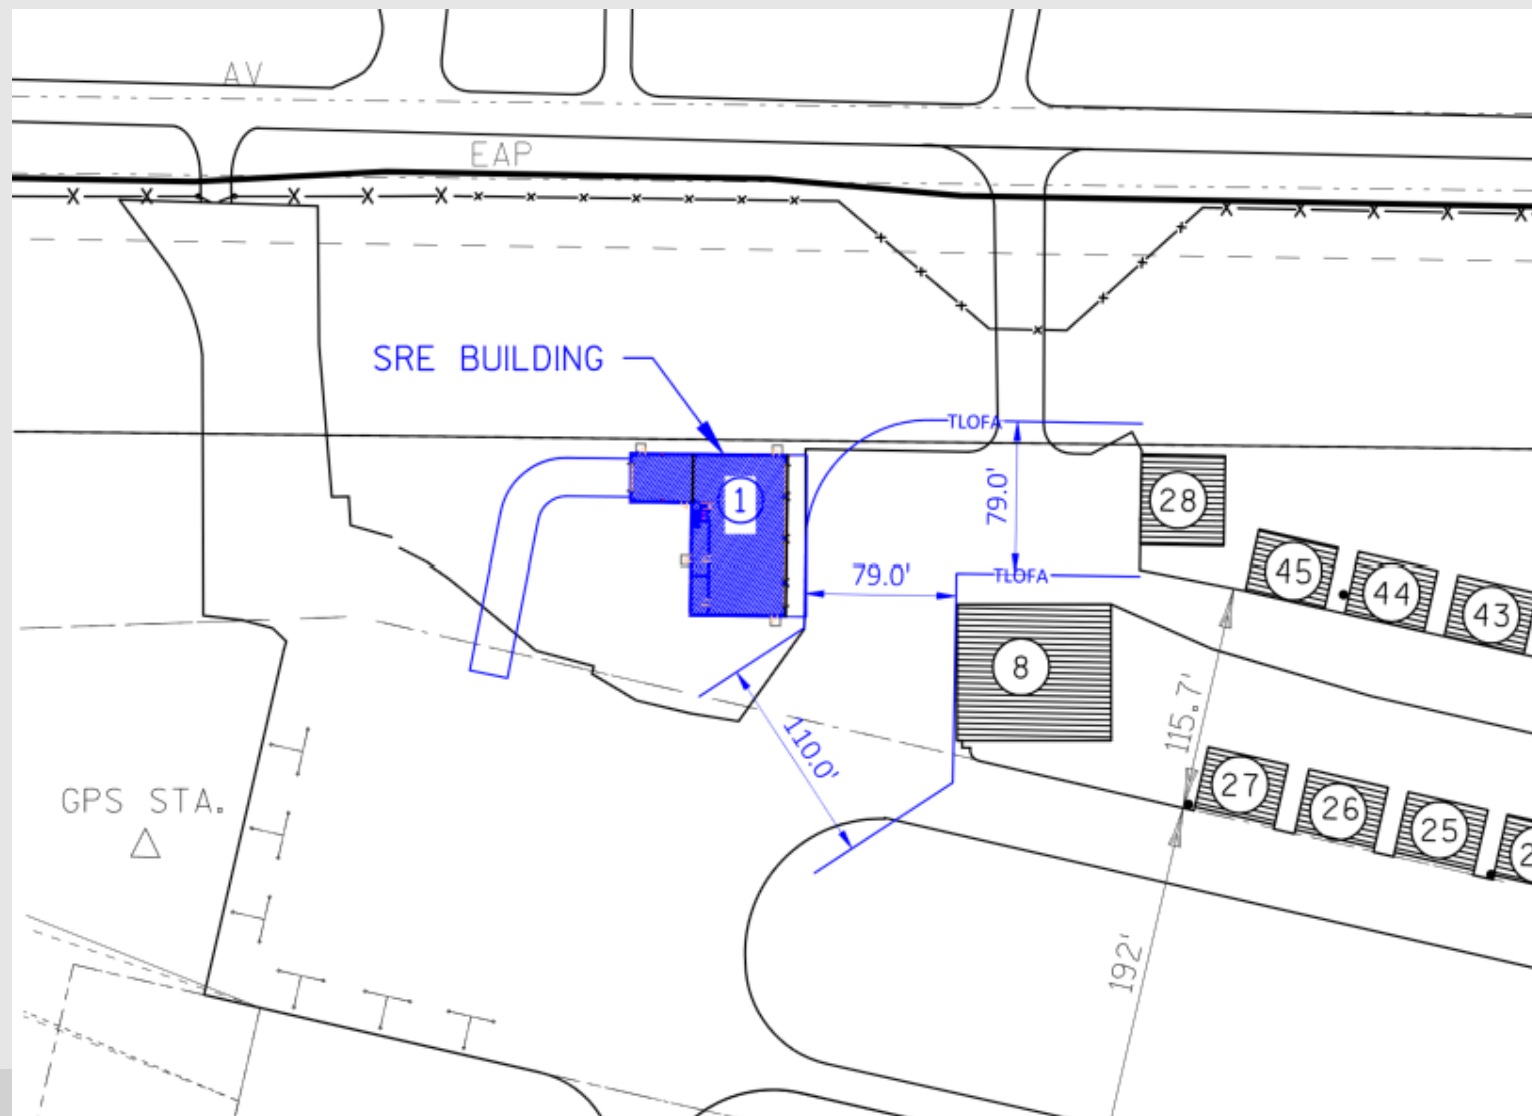 AV
EAP
SRE BUILDING
TLOFA
1
79.0'
28
79.0'
TLOFA
45
44
43
8
115.7'
110.0'
27
26
25
GPS STA.
192'